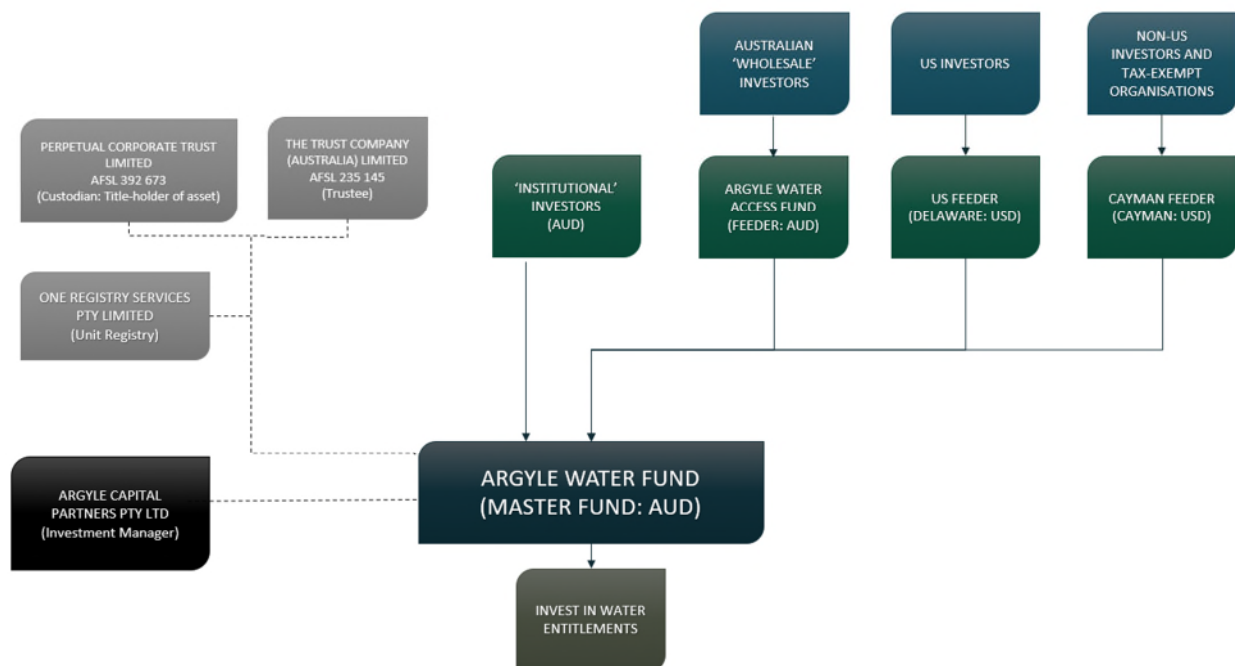 AUSTRALIAN
‘WHOLESALE’
INVESTORS
US INVESTORS
NON-US
INVESTORS AND
TAX-EXEMPT
ORGANISATIONS
PERPETUAL CORPORATE TRUST
LIMITED
AFSL 392 673
(Custodian: Title-holder of asset)
THE TRUST COMPANY
(AUSTRALIA) LIMITED
AFSL 235 145
(Trustee)
‘INSTITUTIONAL’
INVESTORS
(AUD)
ARGYLE WATER
ACCESS FUND
(FEEDER: AUD)
US FEEDER
(DELAWARE: USD)
CAYMAN FEEDER
(CAYMAN: USD)
ONE REGISTRY SERVICES
PTY LIMITED
(Unit Registry)
ARGYLE CAPITAL
PARTNERS PTY LTD
(Investment Manager)
ARGYLE WATER FUND
(MASTER FUND: AUD)
INVEST IN WATER
ENTITLEMENTS